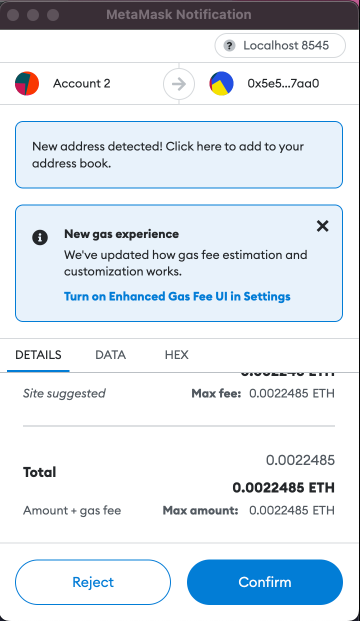 MetaMask Notification
? Localhost 8545
Account 2
0x5e5...7aa0
New address detected! Click here to add to your
address book.
New gas experience
We've updated how gas fee estimation and
customization works.
Turn on Enhanced Gas Fee UI in Settings
DETAILS DATA HEX
0.0022485 ETH
Site suggested Max fee: 0.0022485 ETH
0.0022485
Total
0.0022485 ETH
Amount + gas fee Max amount: 0.0022485 ETH
Reject Confirm